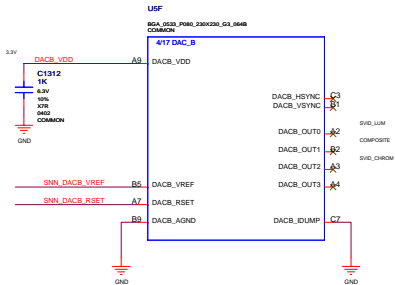 U5F
BGA_0533_P080_230X230_G3_064B
COMMON
4/17 DAC_B
3.3V
DACB_VDD
A9
DACB_VDD
C1312
1K
6.3V
10%
X7R
0402
COMMON
GND
DACB_HSYNC
C3
DACB_VSYNC
B1
SVID_LUM
DACB_OUT0
A2
COMPOSITE
DACB_OUT1
B2
SVID_CHROM
DACB_OUT2
A3
SNN_DACB_VREF
B5
DACB_VREF
DACB_OUT3
A4
SNN_DACB_RSET
A7
DACB_RSET
B9
DACB_AGND
DACB_IDUMP
C7
GND
GND